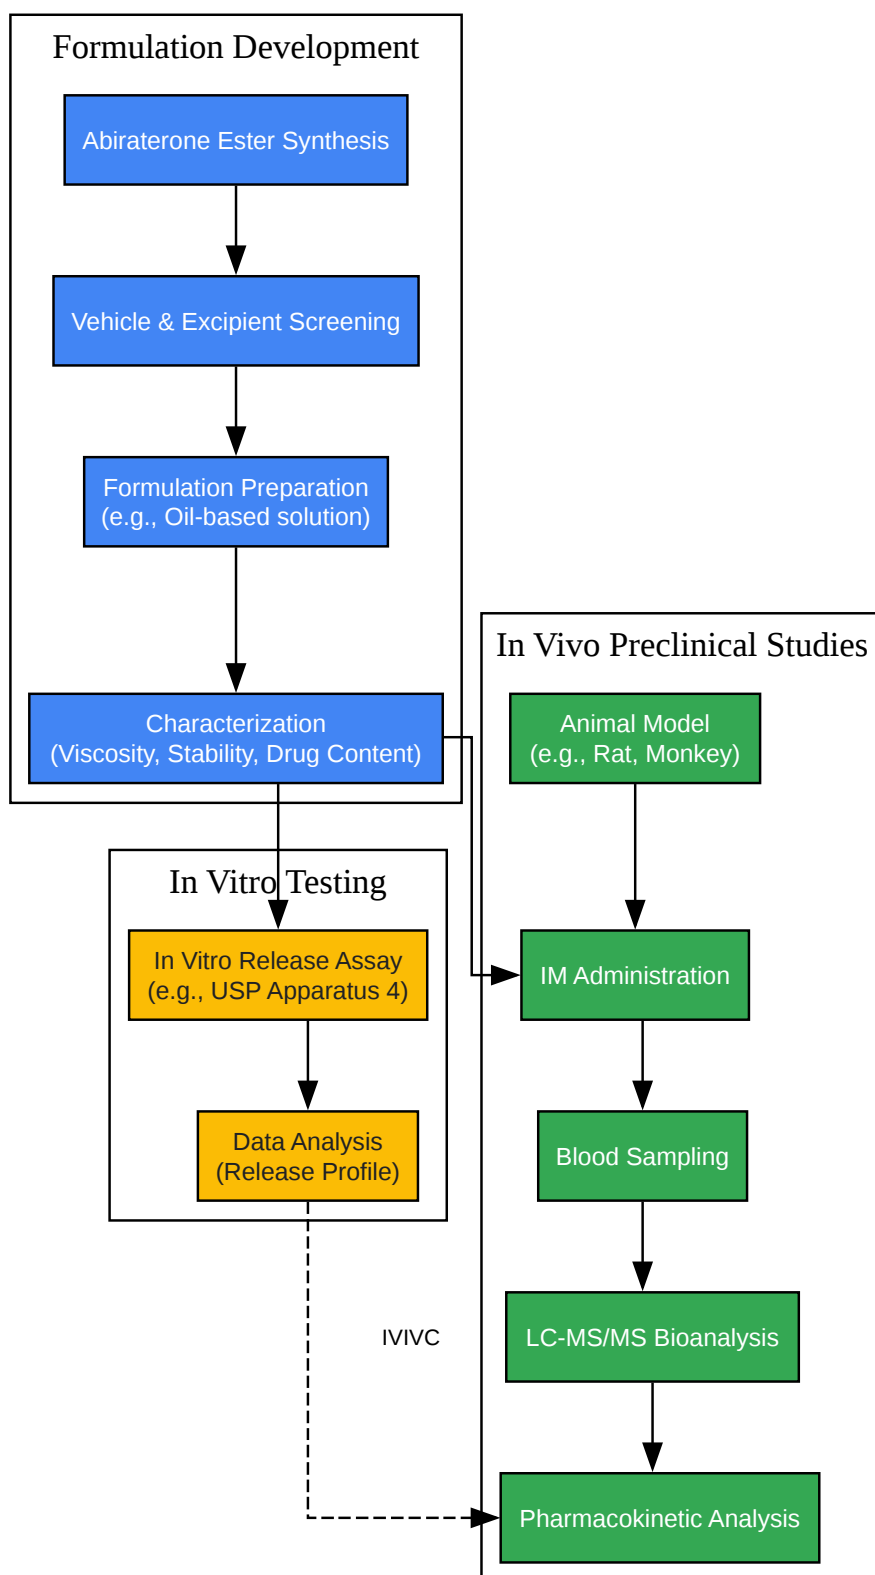 Formulation Development
Abiraterone Ester Synthesis
Vehicle & Excipient Screening
Formulation Preparation
(e.g., Oil-based solution)
Characterization
(Viscosity, Stability, Drug Content)
In Vitro Testing
In Vitro Release Assay
(e.g., USP Apparatus 4)
Data Analysis
(Release Profile)
IVIVC
In Vivo Preclinical Studies
Animal Model
(e.g., Rat, Monkey)
IM Administration
Blood Sampling
LC-MS/MS Bioanalysis
Pharmacokinetic Analysis